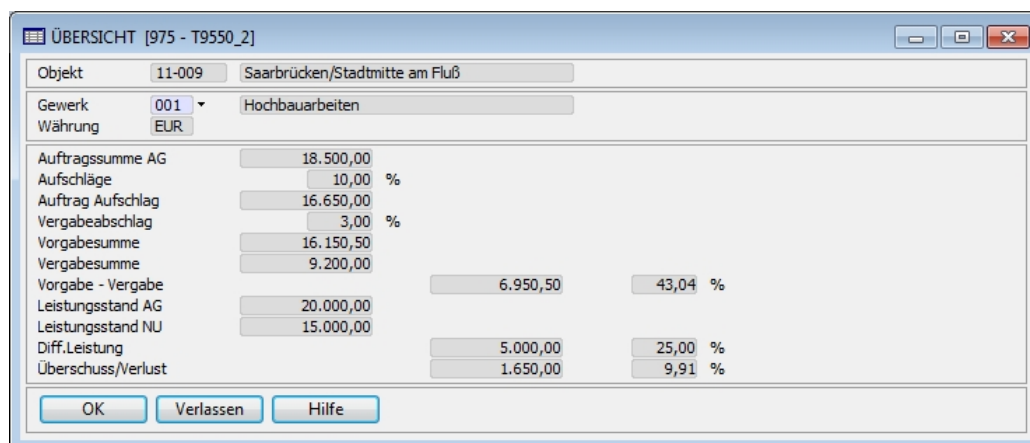 ÜBERSICHT [975 - T9550_2]
Objekt 11-009 Saarbrücken/Stadtmitte am Fluß
Gewerk 001 Hochbauarbeiten
Währung EUR
Auftragssumme AG 18.500,00
Aufschläge 10,00 %
Auftrag Aufschlag 16.650,00
Vergabeabschlag 3,00 %
Vorgabesumme 16.150,50
Vergabesumme 9.200,00
Vorgabe - Vergabe 6.950,50 43,04 %
Leistungsstand AG 20.000,00
Leistungsstand NU 15.000,00
Diff.Leistung 5.000,00 25,00 %
Überschuss/Verlust 1.650,00 9,91 %
OK Verlassen Hilfe